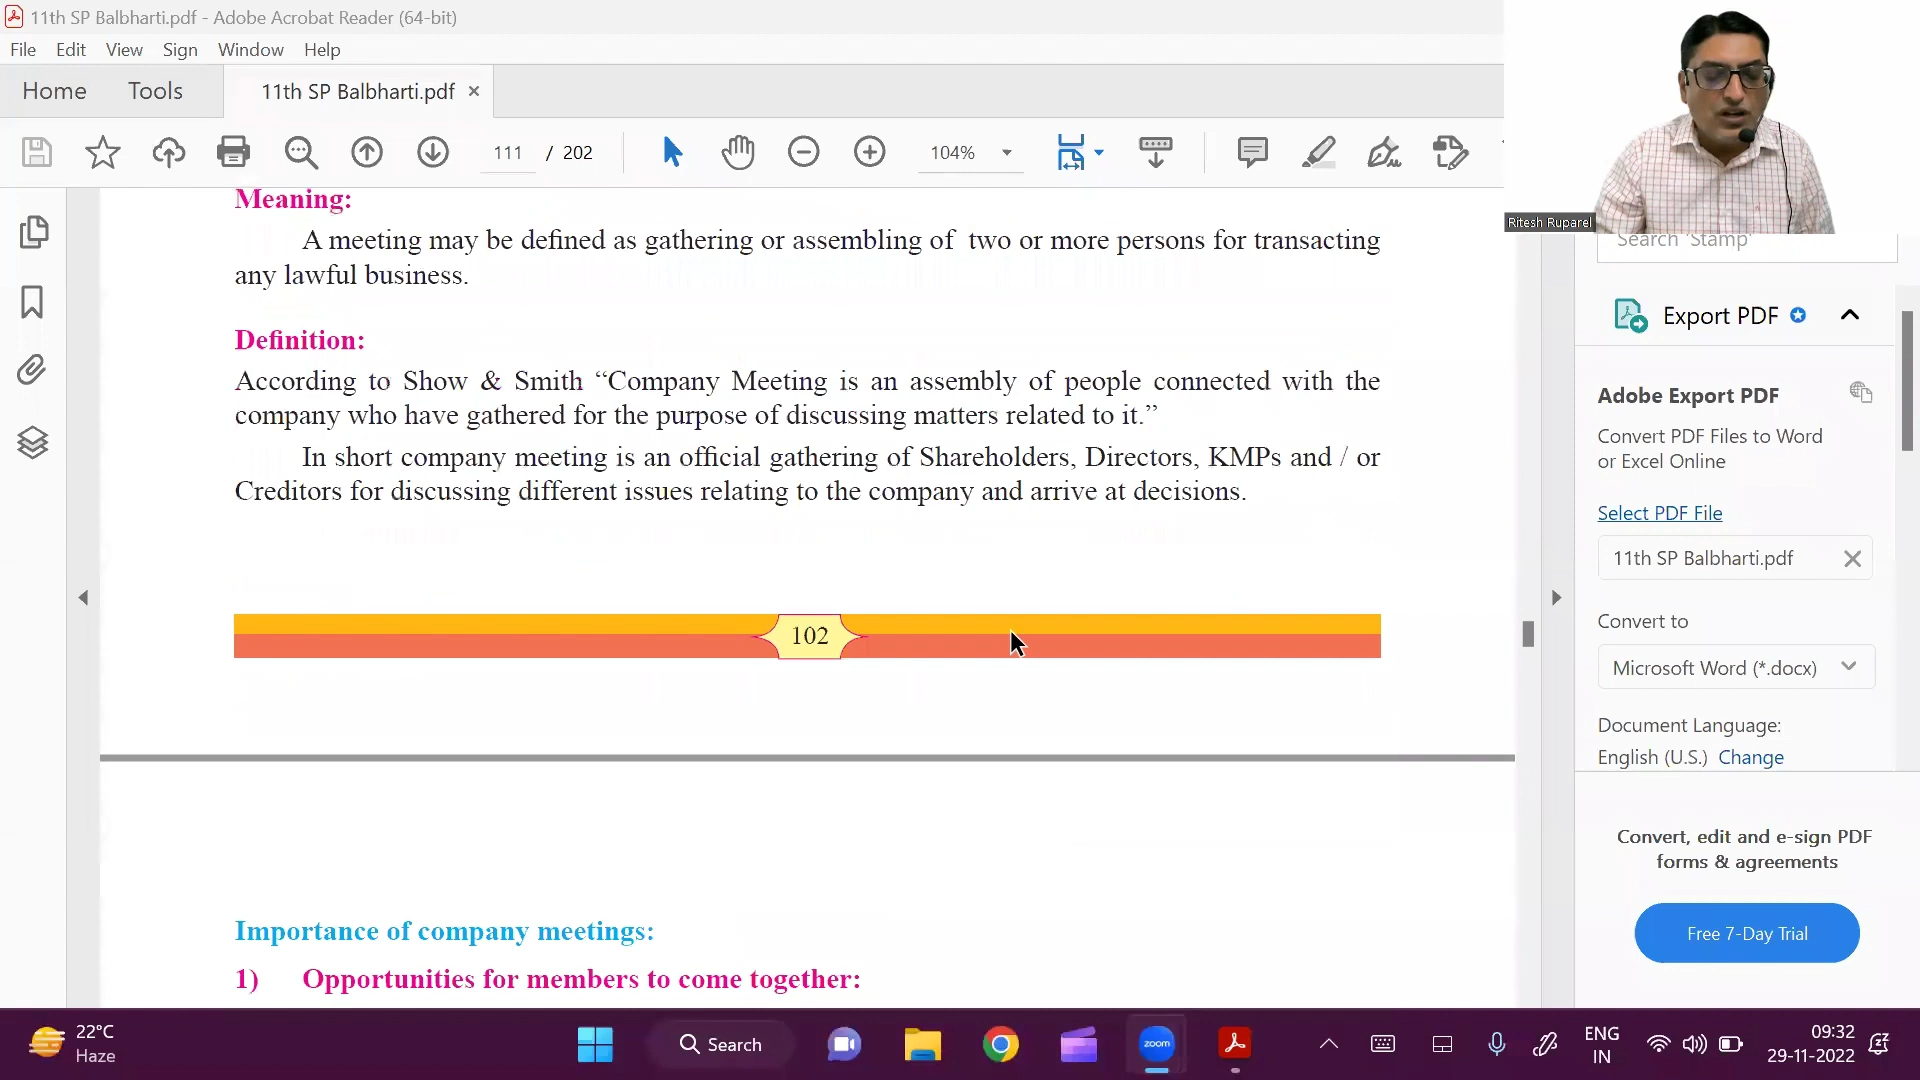 11th SP Balbharti.pdf - Adobe Acrobat Reader (64-bit)
File Edit View Sign Window Help
Home Tools 11th SP Balbharti.pdf ×
111 / 202 104%
Meaning:
A meeting may be defined as gathering or assembling of two or more persons for transacting
any lawful business.
Definition:
According to Show & Smith “Company Meeting is an assembly of people connected with the
company who have gathered for the purpose of discussing matters related to it.”
In short company meeting is an official gathering of Shareholders, Directors, KMPs and / or
Creditors for discussing different issues relating to the company and arrive at decisions.
102
Importance of company meetings:
1) Opportunities for members to come together:
Ritesh Ruparel
Search 'Stamp'
Export PDF
Adobe Export PDF
Convert PDF Files to Word
or Excel Online
Select PDF File
11th SP Balbharti.pdf
Convert to
Microsoft Word (*.docx)
Document Language:
English (U.S.) Change
Convert, edit and e-sign PDF
forms & agreements
Free 7-Day Trial
22°C
Haze
Search
zoom
ENG
IN
09:32
29-11-2022